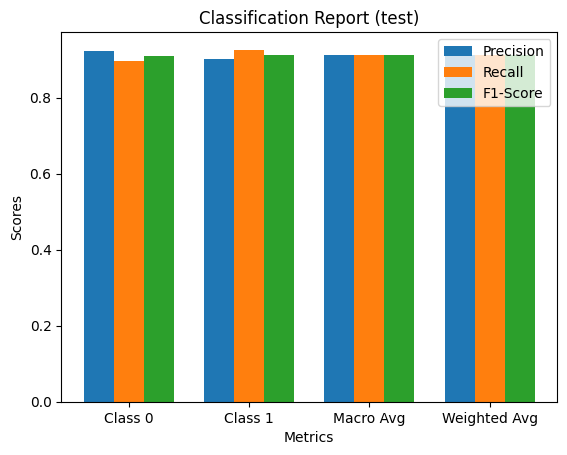 Classification Report (test)
Precision
Recall
F1-Score
Scores
0.8
0.6
0.4
0.2
0.0
Class 0
Class 1
Macro Avg
Weighted Avg
Metrics